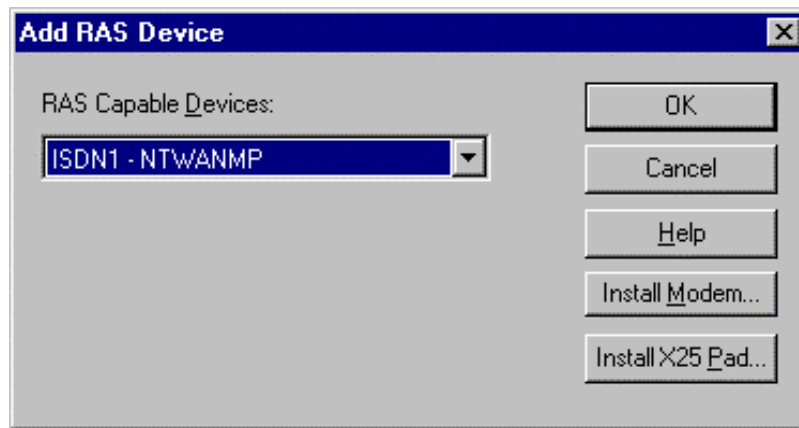 Add RAS Device
RAS Capable Devices:
ISDN1 - NTWANMP
OK
Cancel
Help
Install Modem...
Install X25 Pad...